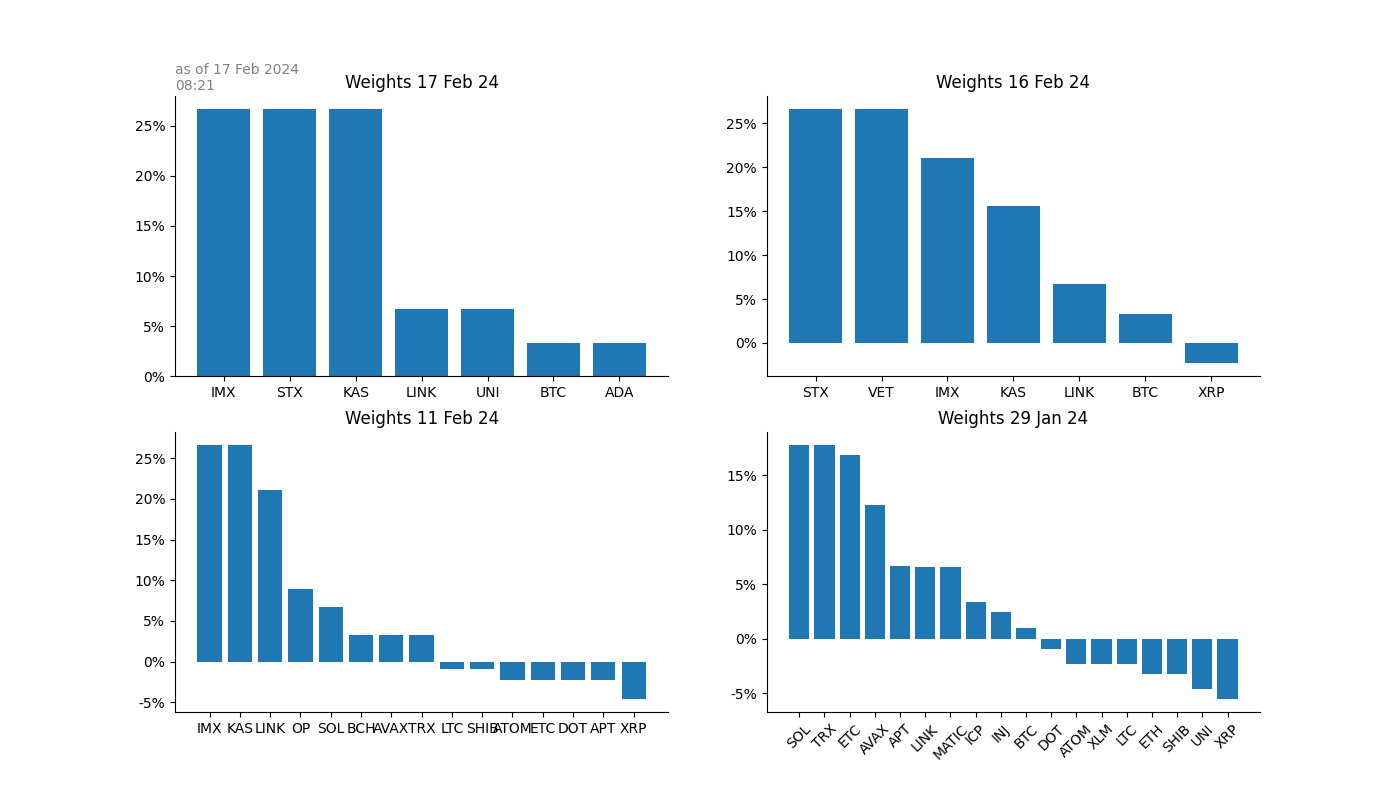 as of 17 Feb 2024
08:21
Weights 17 Feb 24
25%
20%
15%
10%
5%
0%
IMX STX KAS LINK UNI BTC ADA
Weights 16 Feb 24
25%
20%
15%
10%
5%
0%
STX VET IMX KAS LINK BTC XRP
Weights 11 Feb 24
25%
20%
15%
10%
5%
0%
-5%
IMX KAS LINK OP SOL BCH AVAX TRX LTC SHIB ATOM ETC DOT APT XRP
Weights 29 Jan 24
15%
10%
5%
0%
-5%
SOL TRX ETC AVAX APT LINK MATIC ICP INJ BTC DOT ATOM XLM LTC ETH SHIB UNI XRP